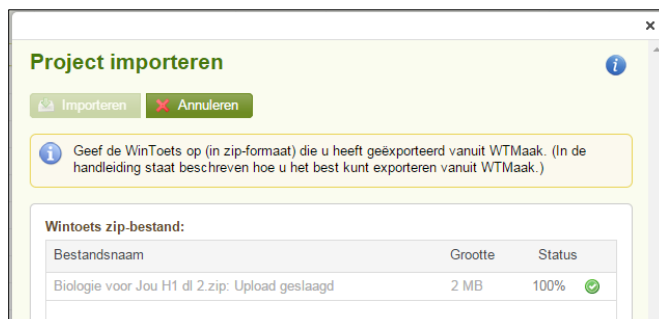 Project importeren
Importeren Annuleren
Geef de WinToets op (in zip-formaat) die u heeft geëxporteerd vanuit WTMaak. (In de
handleiding staat beschreven hoe u het best kunt exporteren vanuit WTMaak.)
Wintoets zip-bestand:
Bestandsnaam Grootte Status
Biologie voor Jou H1 dl 2.zip: Upload geslaagd 2 MB 100%